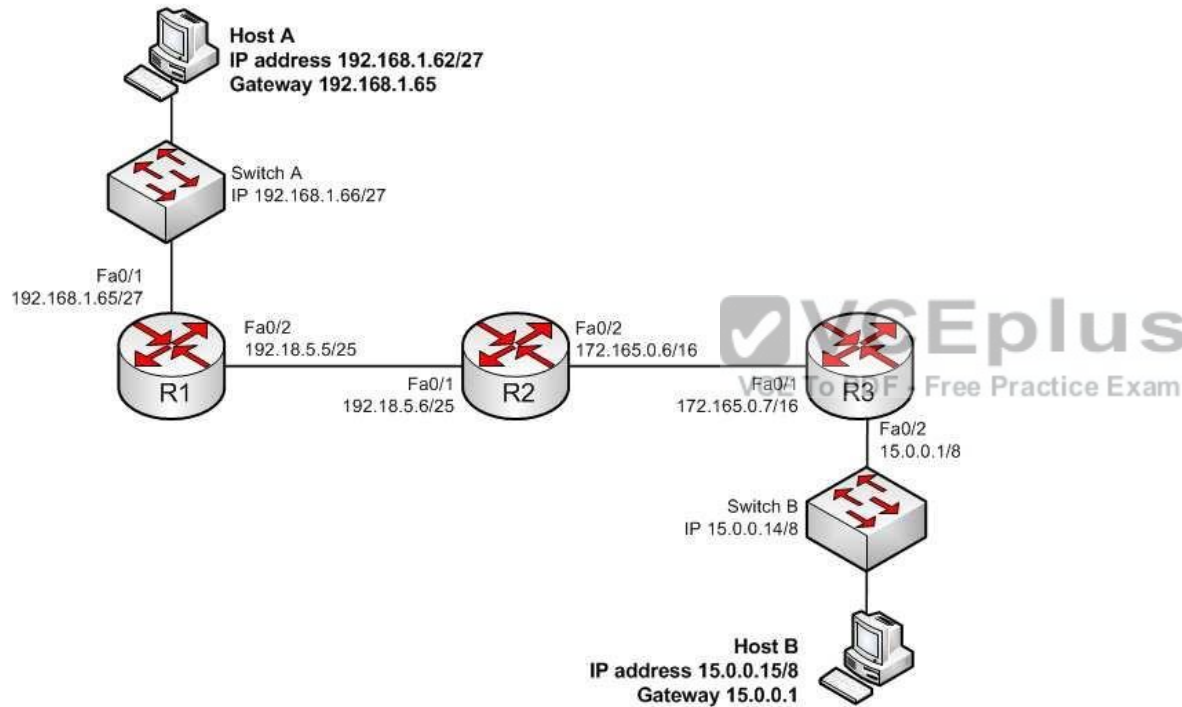 Host A
IP address 192.168.1.62/27
Gateway 192.168.1.65
Switch A
IP 192.168.1.66/27
Fa0/1
192.168.1.65/27
R1
Fa0/2
192.18.5.5/25
Fa0/1
192.18.5.6/25
R2
Fa0/2
172.165.0.6/16
VCEplus
VCE To PDF - Free Practice Exam
Fa0/1
172.165.0.7/16
R3
Fa0/2
15.0.0.1/8
Switch B
IP 15.0.0.14/8
Host B
IP address 15.0.0.15/8
Gateway 15.0.0.1